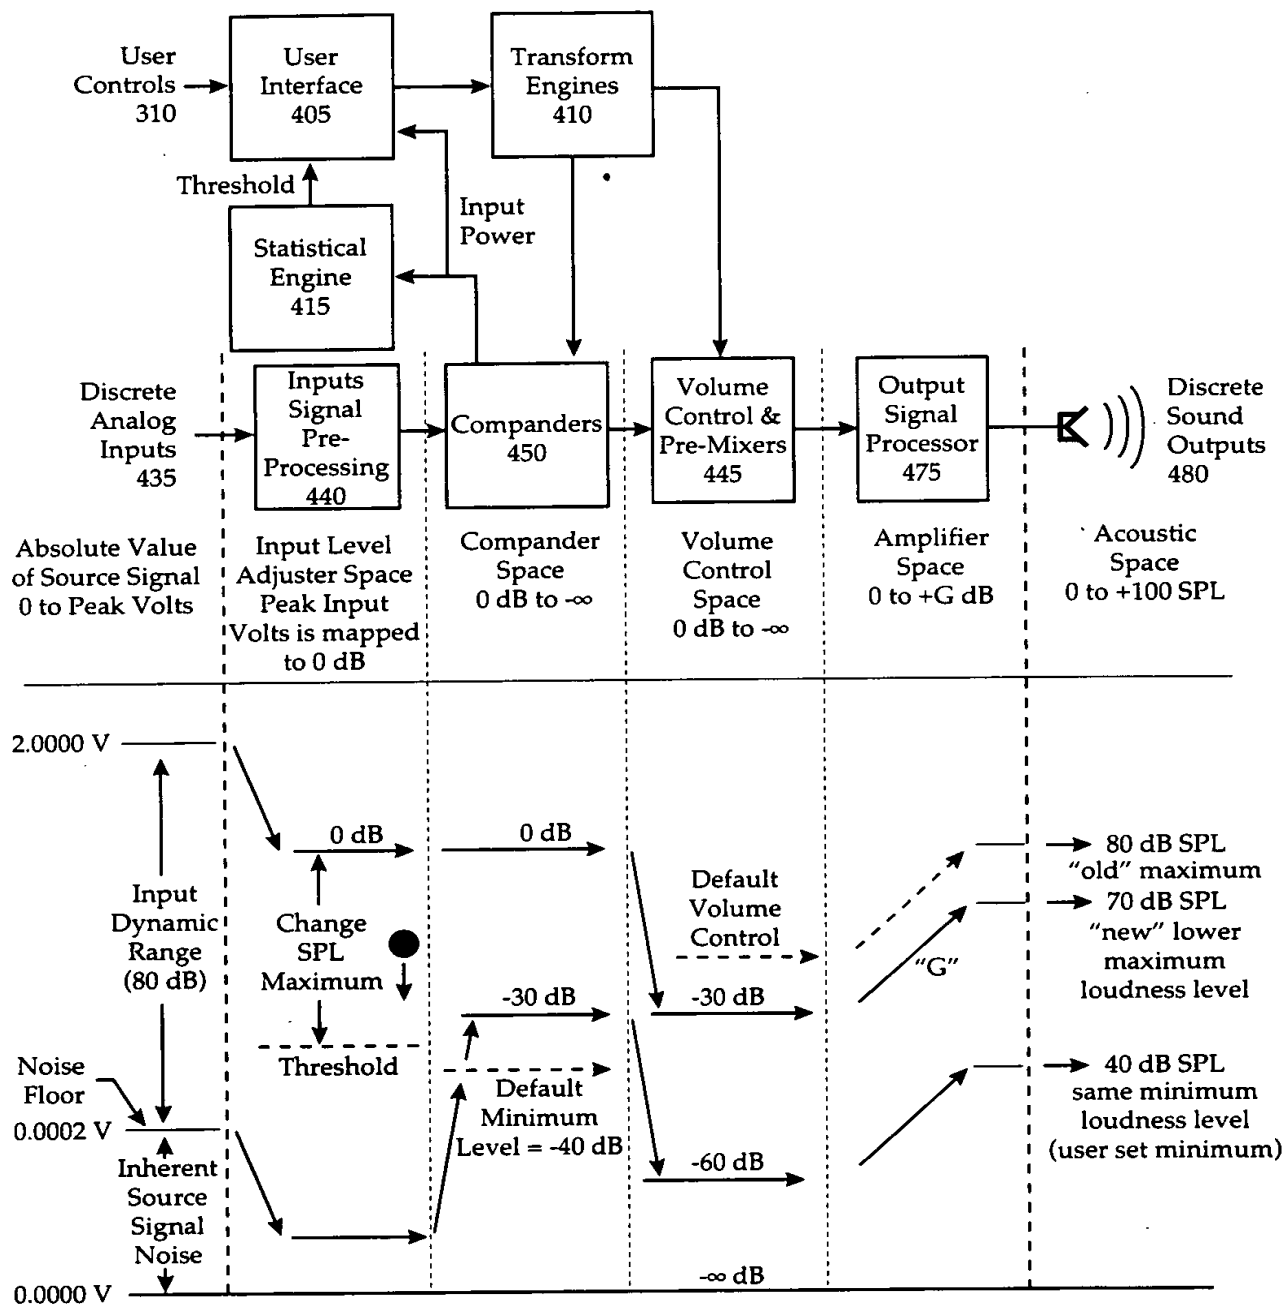 User
Controls
310
User
Interface
405
Transform
Engines
410
Threshold
Input
Power
Statistical
Engine
415
Discrete
Analog
Inputs
435
Inputs
Signal
Pre-
Processing
440
Companders
450
Volume
Control &
Pre-Mixers
445
Output
Signal
Processor
475
Discrete
Sound
Outputs
480
Absolute Value
of Source Signal
0 to Peak Volts
Input Level
Adjuster Space
Peak Input
Volts is mapped
to 0 dB
Compander
Space
0 dB to -∞
Volume
Control
Space
0 dB to -∞
Amplifier
Space
0 to +G dB
Acoustic
Space
0 to +100 SPL
2.0000 V
0 dB
0 dB
80 dB SPL
"old" maximum
70 dB SPL
"new" lower
maximum
loudness level
Input
Dynamic
Range
(80 dB)
Change
SPL
Maximum
Default
Volume
Control
"G"
-30 dB
-30 dB
Threshold
Noise
Floor
Default
Minimum
Level = -40 dB
40 dB SPL
same minimum
loudness level
(user set minimum)
0.0002 V
Inherent
Source
Signal
Noise
-60 dB
-∞ dB
0.0000 V